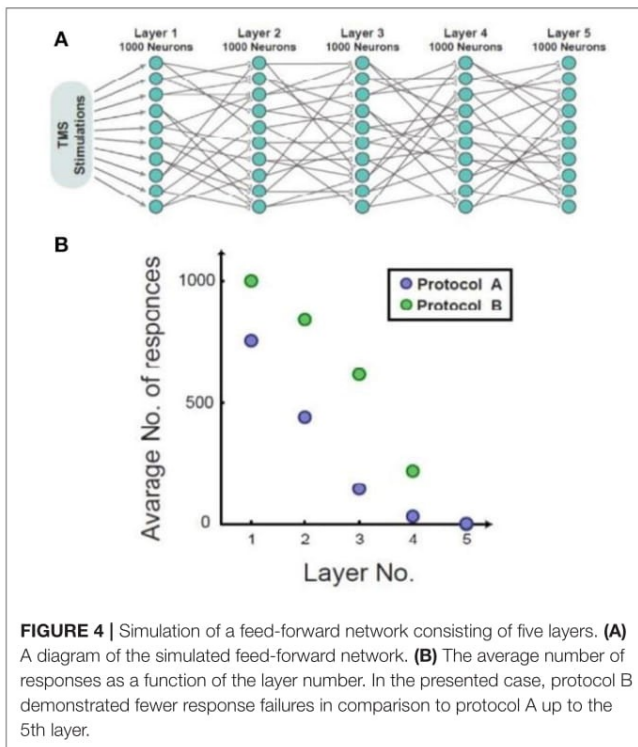 A
Layer 1
1000 Neurons
Layer 2
1000 Neurons
Layer 3
1000 Neurons
Layer 4
1000 Neurons
Layer 5
1000 Neurons
TMS
Stimulations
B
Avarage No. of responces
1000
500
0
Protocol A
Protocol B
1 2 3 4 5
Layer No.
FIGURE 4 | Simulation of a feed-forward network consisting of five layers. (A)
A diagram of the simulated feed-forward network. (B) The average number of
responses as a function of the layer number. In the presented case, protocol B
demonstrated fewer response failures in comparison to protocol A up to the
5th layer.